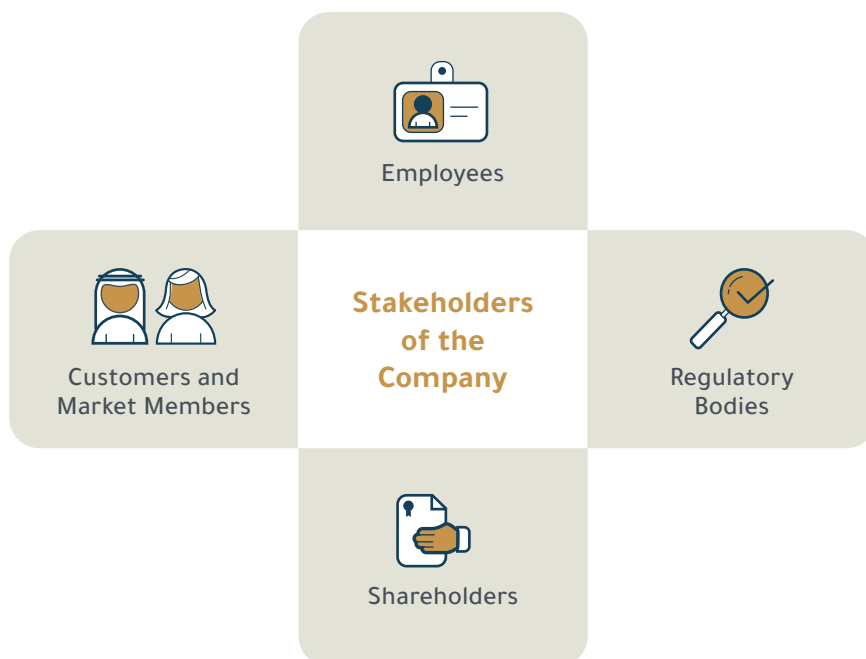 Employees
Customers and
Market Members
Stakeholders
of the
Company
Regulatory
Bodies
Shareholders